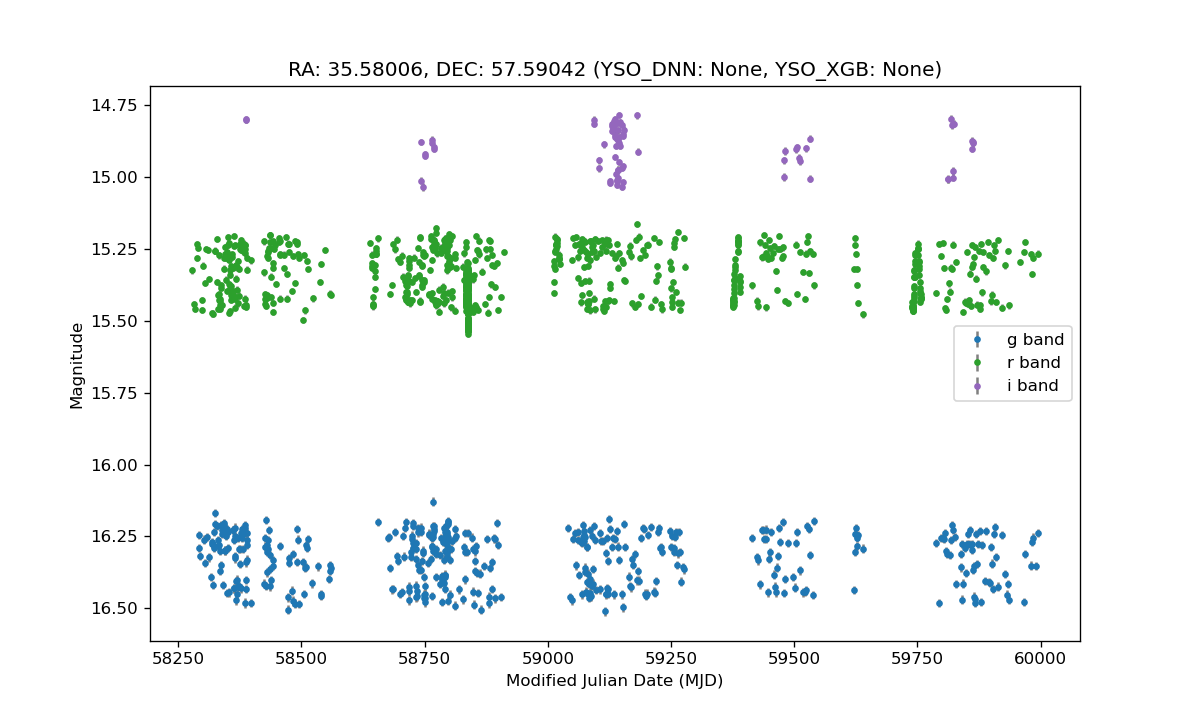 RA: 35.58006, DEC: 57.59042 (YSO_DNN: None, YSO_XGB: None)
Magnitude
14.75
15.00
15.25
15.50
15.75
16.00
16.25
16.50
g band
r band
i band
58250 58500 58750 59000 59250 59500 59750 60000
Modified Julian Date (MJD)